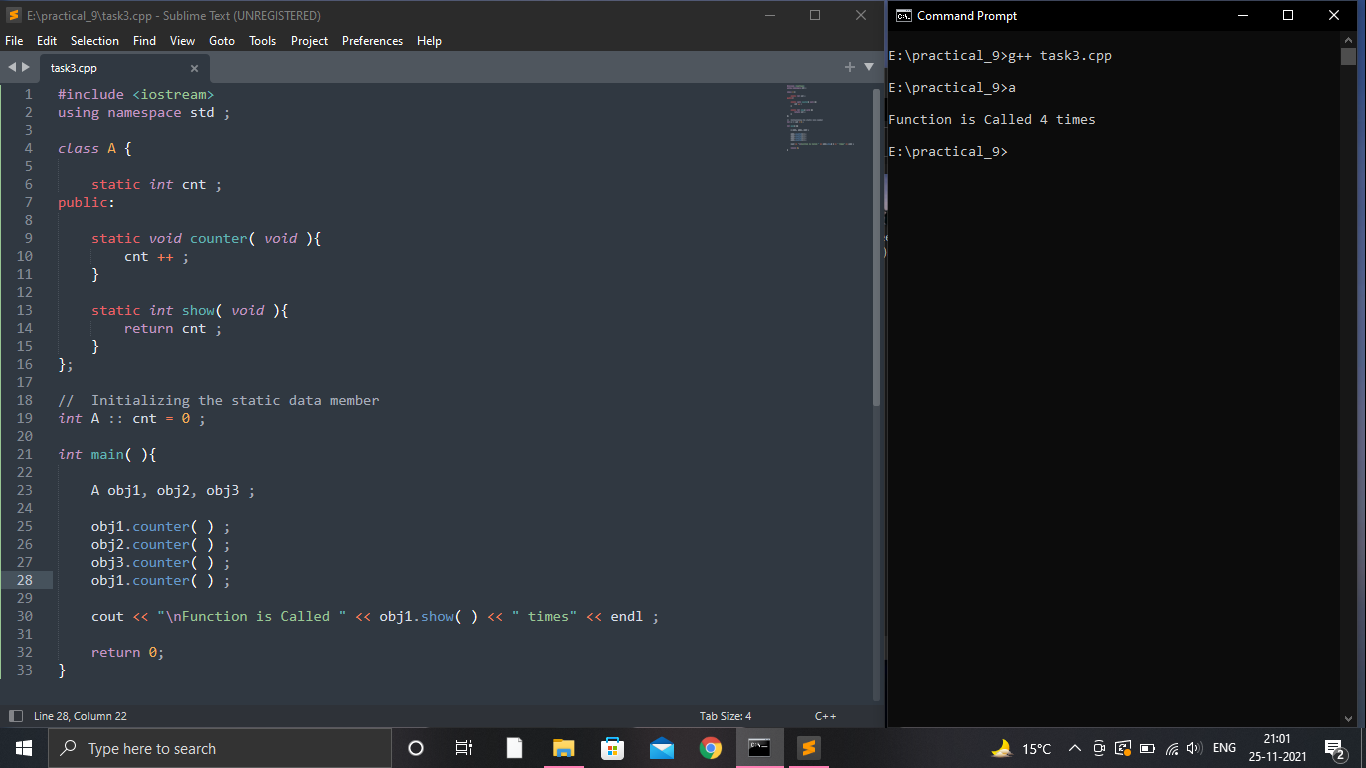 E:\practical_9\task3.cpp - Sublime Text (UNREGISTERED)
File Edit Selection Find View Goto Tools Project Preferences Help
task3.cpp
1 #include <iostream>
2 using namespace std ;
3
4 class A {
5
6 static int cnt ;
7 public:
8
9 static void counter( void ){
10 cnt ++ ;
11 }
12
13 static int show( void ){
14 return cnt ;
15 }
16 };
17
18 // Initializing the static data member
19 int A :: cnt = 0 ;
20
21 int main( ){
22
23 A obj1, obj2, obj3 ;
24
25 obj1.counter( ) ;
26 obj2.counter( ) ;
27 obj3.counter( ) ;
28 obj1.counter( ) ;
29
30 cout << "\nFunction is Called " << obj1.show( ) << " times" << endl ;
31
32 return 0;
33 }
Line 28, Column 22
Tab Size: 4
C++
Command Prompt
E:\practical_9>g++ task3.cpp
E:\practical_9>a
Function is Called 4 times
E:\practical_9>
Type here to search
15°C
ENG
21:01
25-11-2021
2